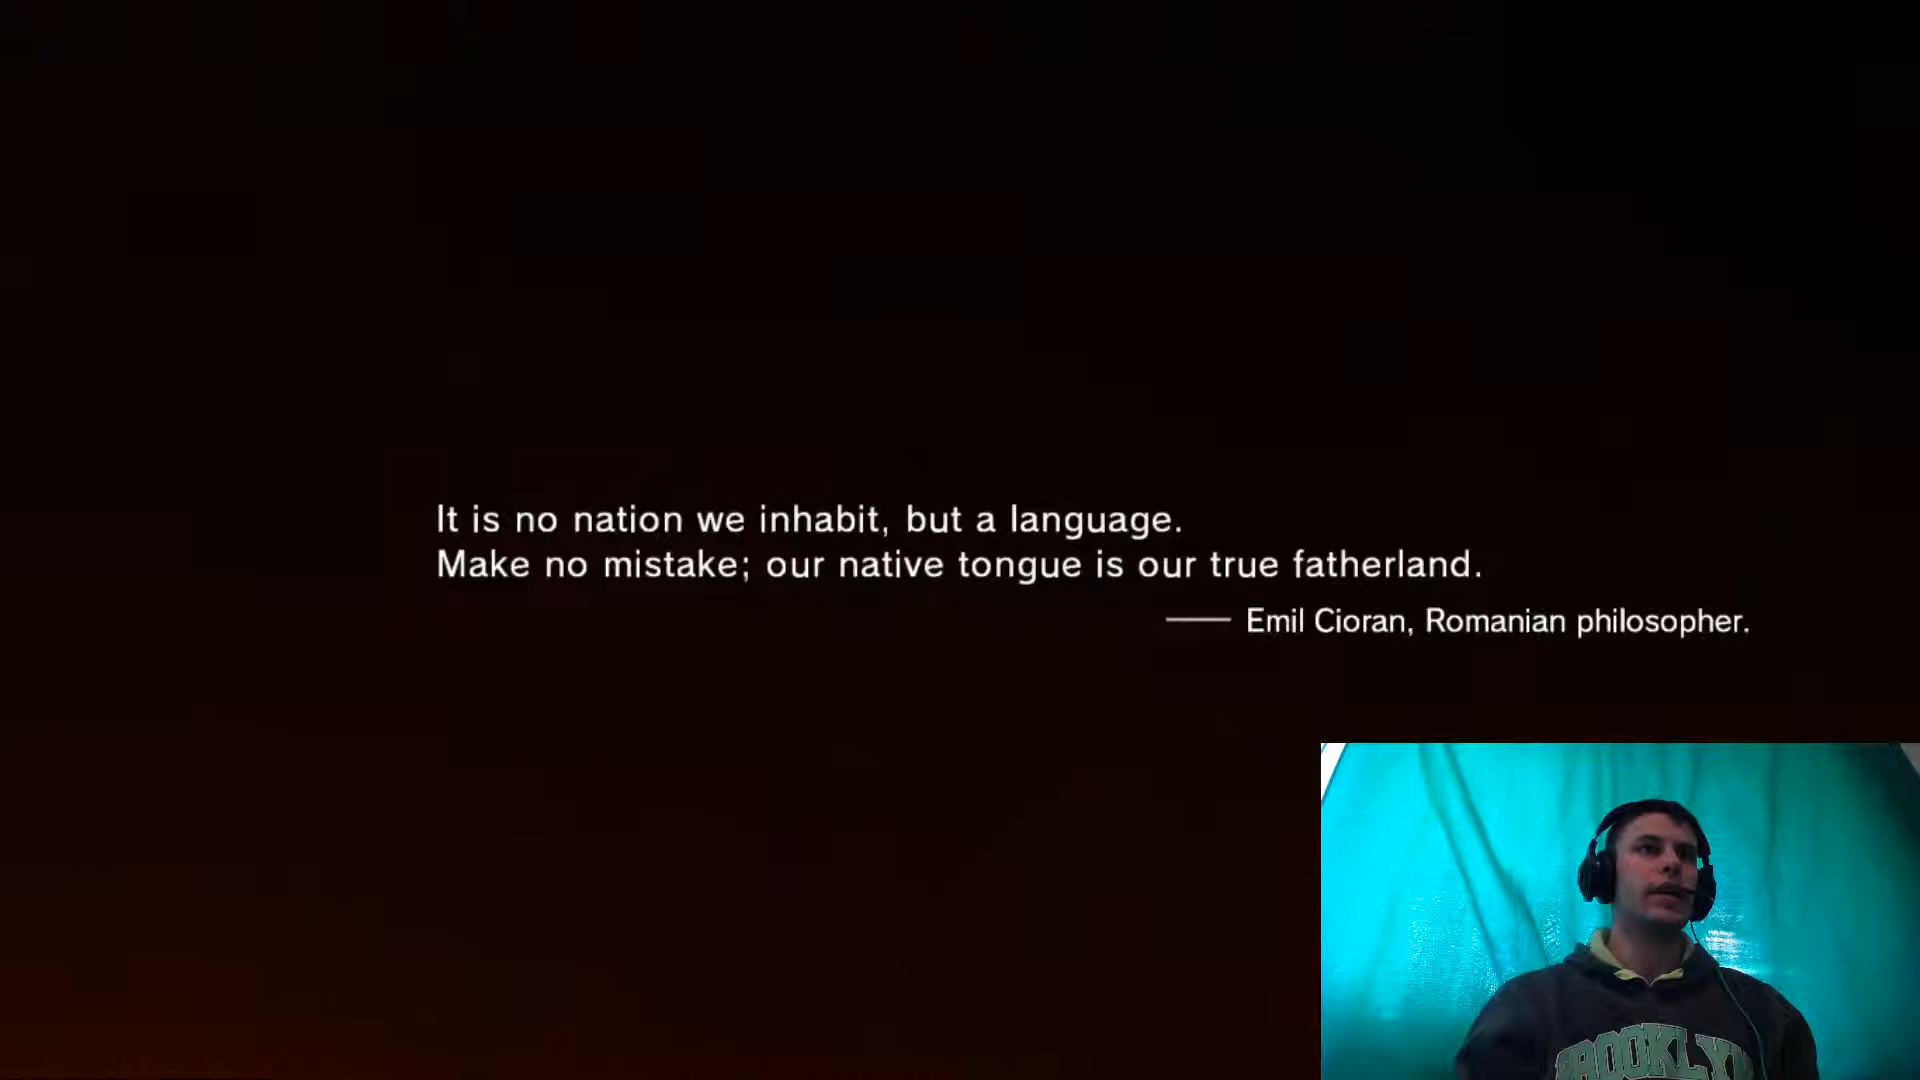 It is no nation we inhabit, but a language.
Make no mistake; our native tongue is our true fatherland.
—— Emil Cioran, Romanian philosopher.
BROOKLYN